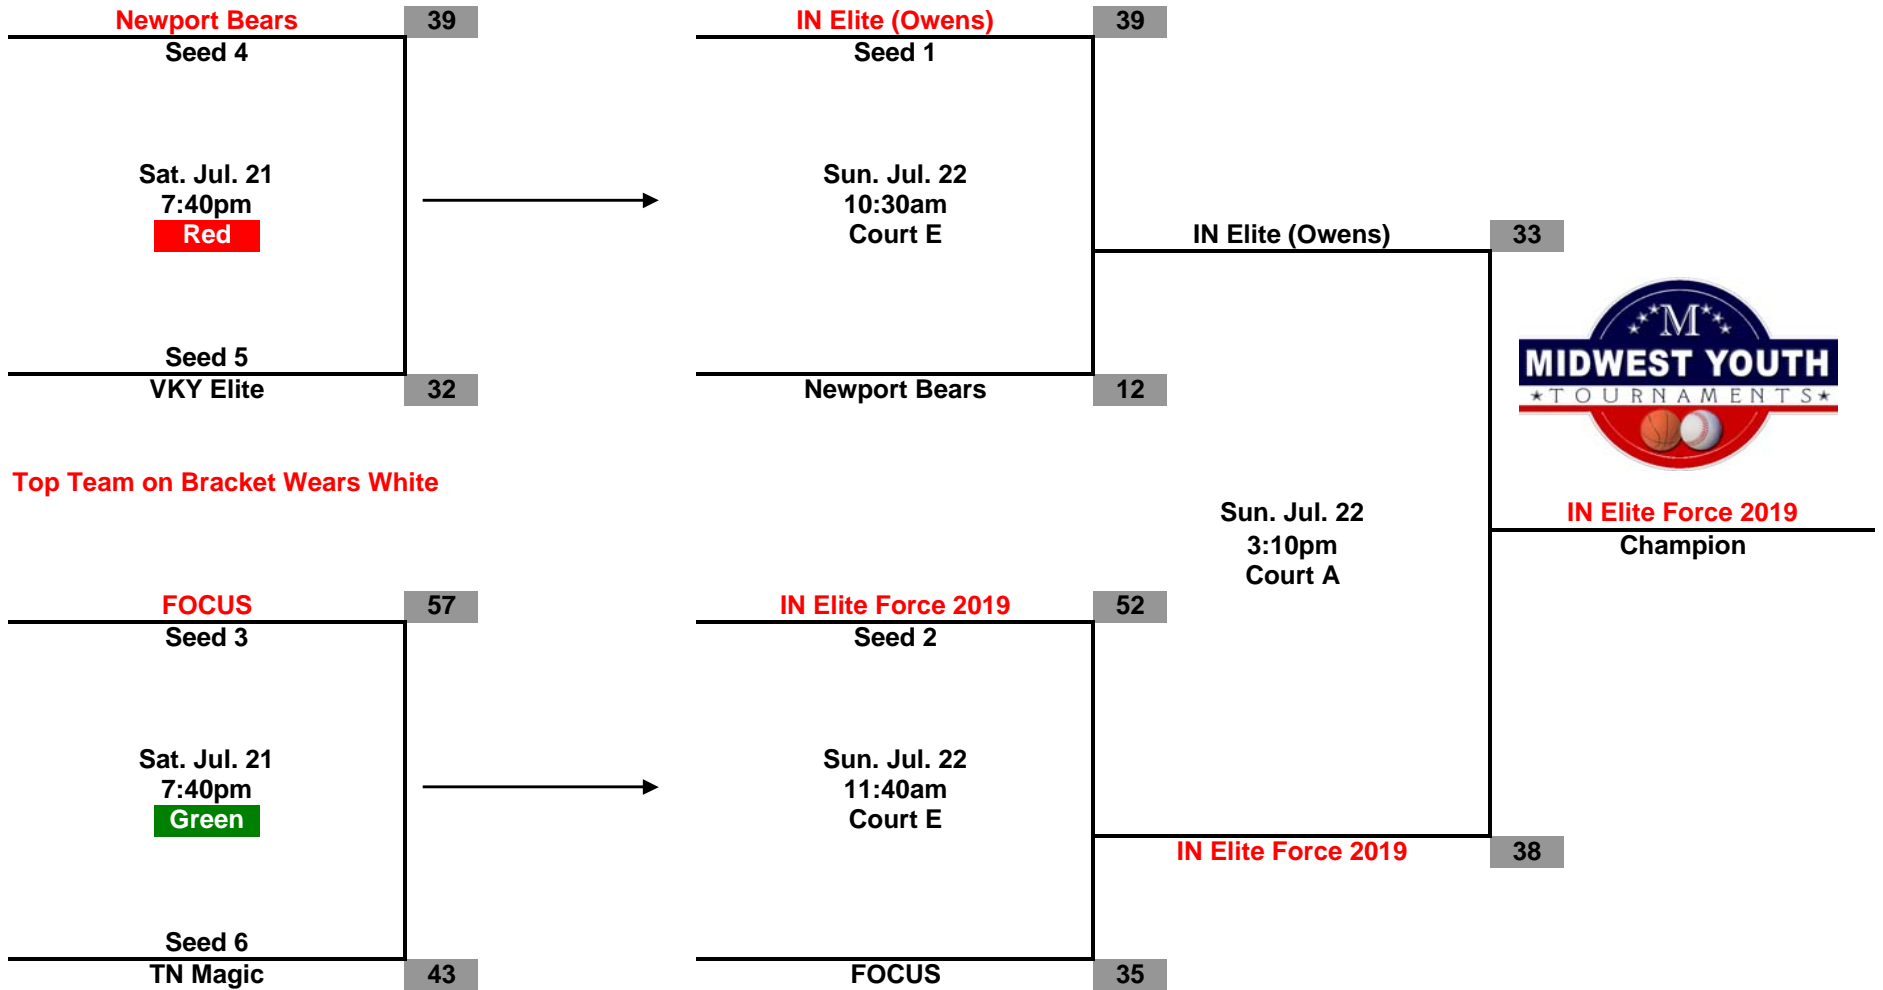 Newport Bears 39
Seed 4
Sat. Jul. 21
7:40pm
Red
Seed 5
VKY Elite 32
IN Elite (Owens) 39
Seed 1
Sun. Jul. 22
10:30am
Court E
Newport Bears 12
IN Elite (Owens) 33
M
MIDWEST YOUTH
TOURNAMENTS
Top Team on Bracket Wears White
Sun. Jul. 22
3:10pm
Court A
IN Elite Force 2019
Champion
FOCUS 57
Seed 3
Sat. Jul. 21
7:40pm
Green
Seed 6
TN Magic 43
IN Elite Force 2019 52
Seed 2
Sun. Jul. 22
11:40am
Court E
FOCUS 35
IN Elite Force 2019 38